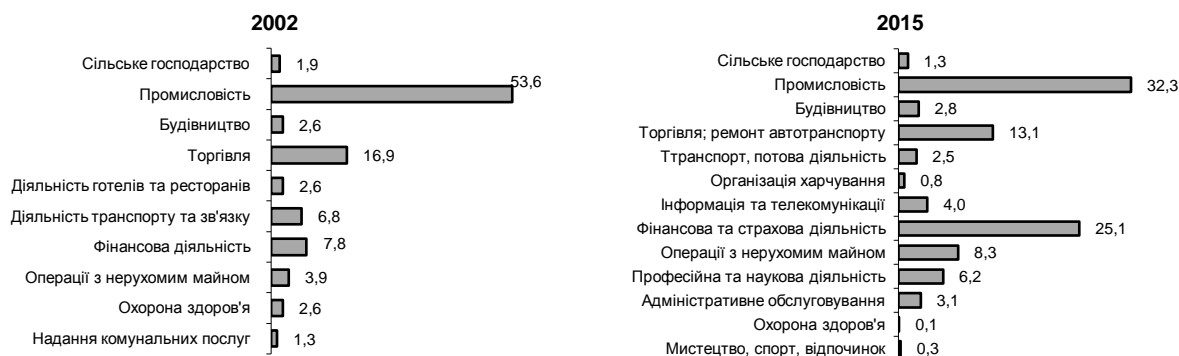 2002
Сільське господарство 1,9
Промисловість 53,6
Будівництво 2,6
Торгівля 16,9
Діяльність готелів та ресторанів 2,6
Діяльність транспорту та зв'язку 6,8
Фінансова діяльність 7,8
Операції з нерухомим майном 3,9
Охорона здоров'я 2,6
Надання комунальних послуг 1,3
2015
Сільське господарство 1,3
Промисловість 32,3
Будівництво 2,8
Торгівля; ремонт автотранспорту 13,1
Ттранспорт, потова діяльність 2,5
Організація харчування 0,8
Інформація та телекомунікації 4,0
Фінансова та страхова діяльність 25,1
Операції з нерухомим майном 8,3
Професійна та наукова діяльність 6,2
Адміністративне обслуговування 3,1
Охорона здоров'я 0,1
Мистецтво, спорт, відпочинок 0,3